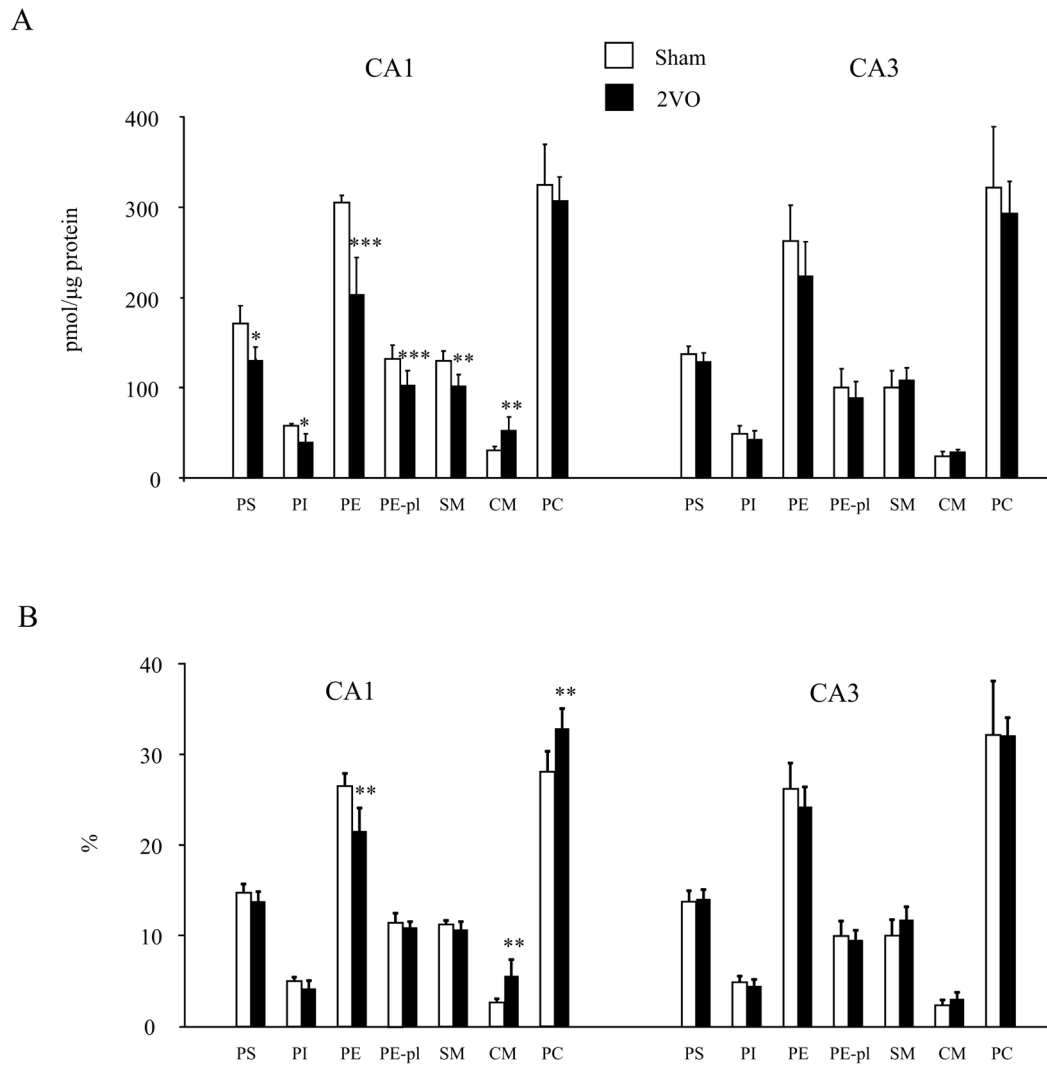 A
CA1
Sham
2VO
CA3
pmol/µg protein
400
300
200
100
0
*
*
***
***
**
**
PS PI PE PE-pl SM CM PC
PS PI PE PE-pl SM CM PC
B
CA1
CA3
%
40
30
20
10
0
**
**
**
PS PI PE PE-pl SM CM PC
PS PI PE PE-pl SM CM PC